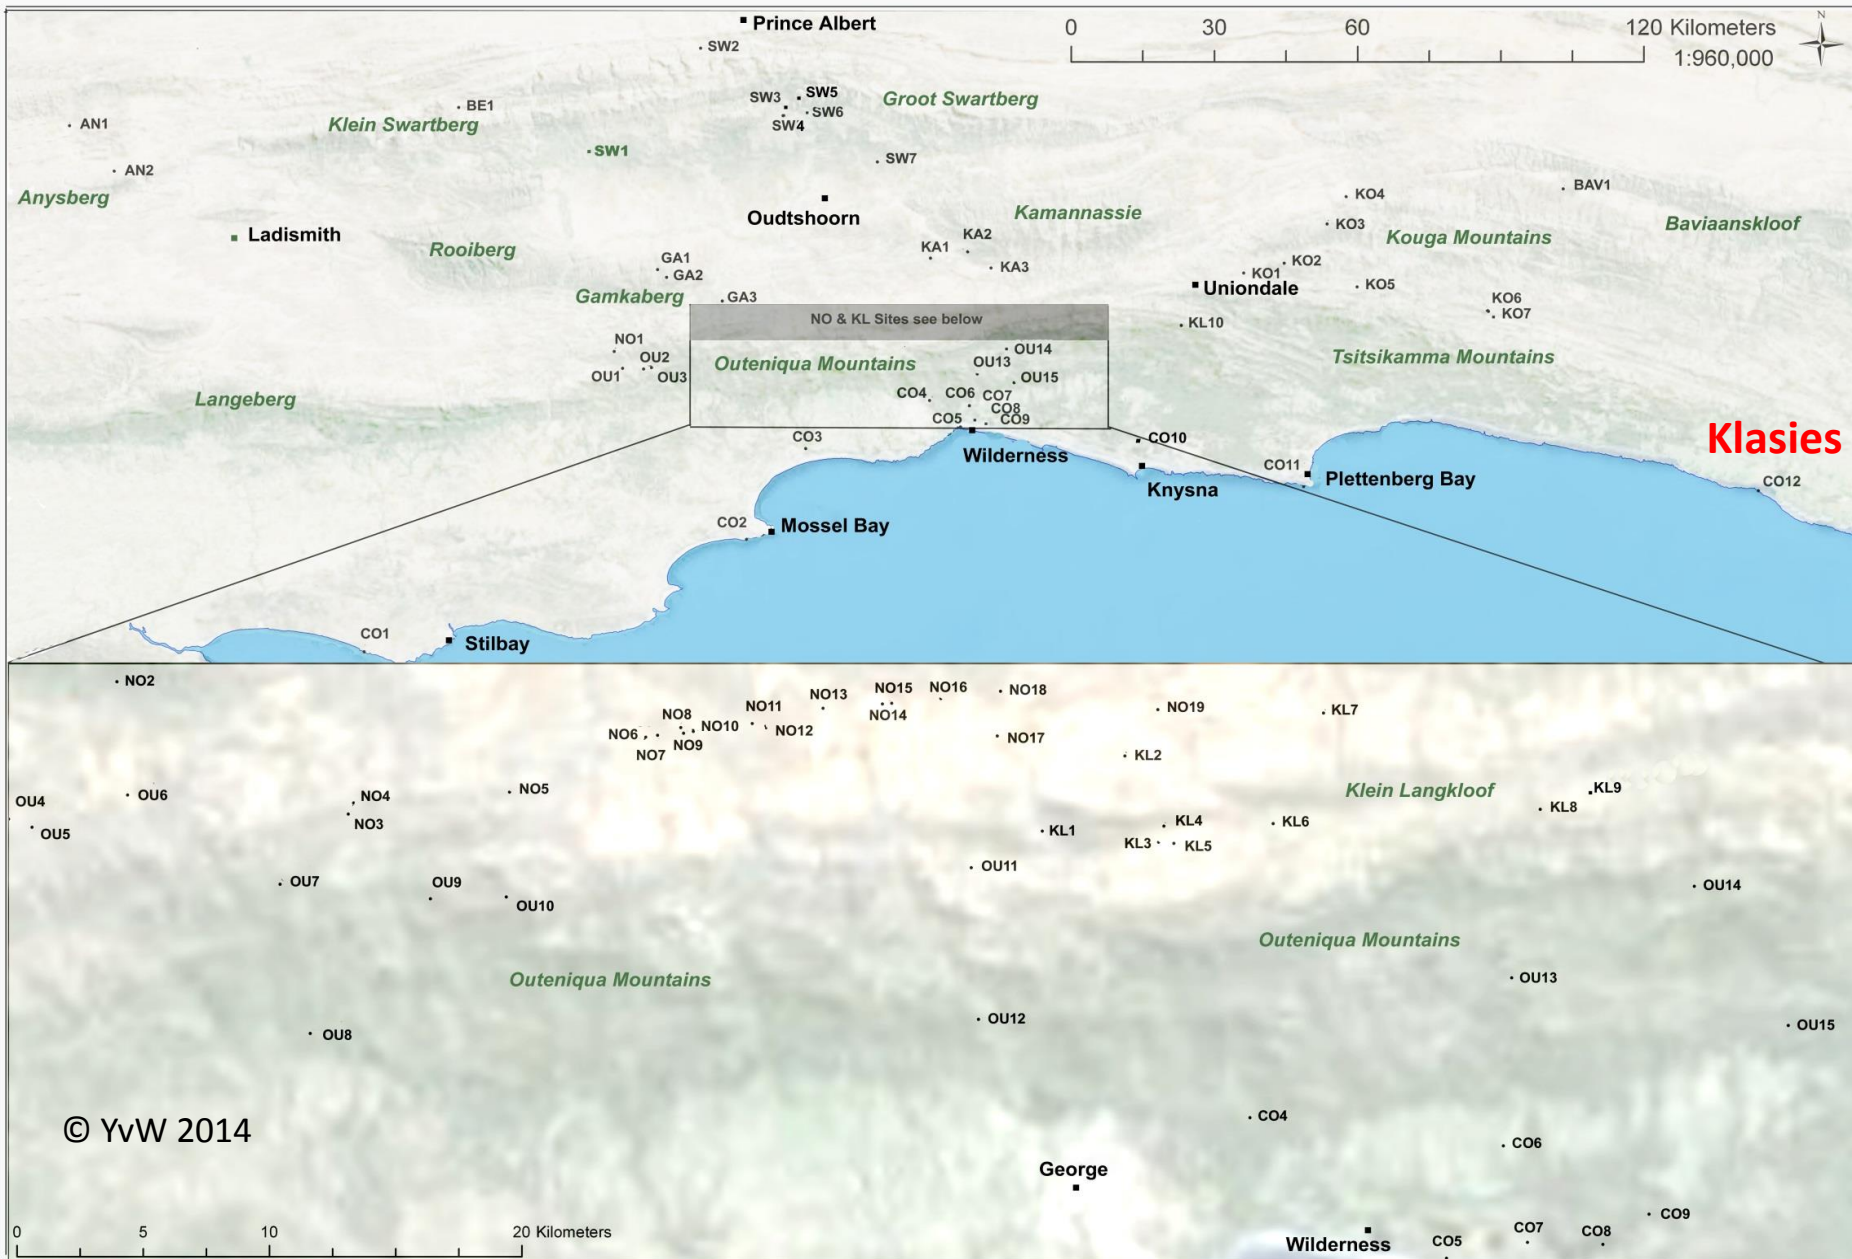 Prince Albert
0 30 60 120 Kilometers
N
1:960,000
SW2
SW5
SW3
SW6
SW4
Groot Swartberg
BE1
Klein Swartberg
AN1
SW1
SW7
AN2
Anysberg
Oudtshoorn
Kamannassie
KO4
BAV1
KO3
Baviaanskloof
Kouga Mountains
Ladismith
Rooiberg
KA2
KA1
KA3
GA1
GA2
KO2
KO1
KO5
Uniondale
Gamkaberg
GA3
KO6
KO7
NO & KL Sites see below
KL10
NO1
OU2
OU1
OU3
Outeniqua Mountains
OU14
OU13
OU15
Tsitsikamma Mountains
Langeberg
CO4
CO6
CO7
CO8
CO5
CO9
CO3
Wilderness
CO10
Klasies
CO11
Plettenberg Bay
CO12
Knysna
CO2
Mossel Bay
CO1
Stilbay
NO2
NO15
NO16
NO18
NO13
NO14
NO11
NO12
NO8
NO10
NO6
NO9
NO7
NO17
NO19
KL7
KL2
OU4
OU6
OU5
NO4
NO3
NO5
Klein Langkloof
KL9
KL8
KL1
KL4
KL3
KL5
KL6
OU11
OU7
OU9
OU10
OU14
Outeniqua Mountains
Outeniqua Mountains
OU13
OU8
OU12
OU15
© YvW 2014
CO4
CO6
George
CO9
0 5 10 20 Kilometers
Wilderness
CO5
CO7
CO8